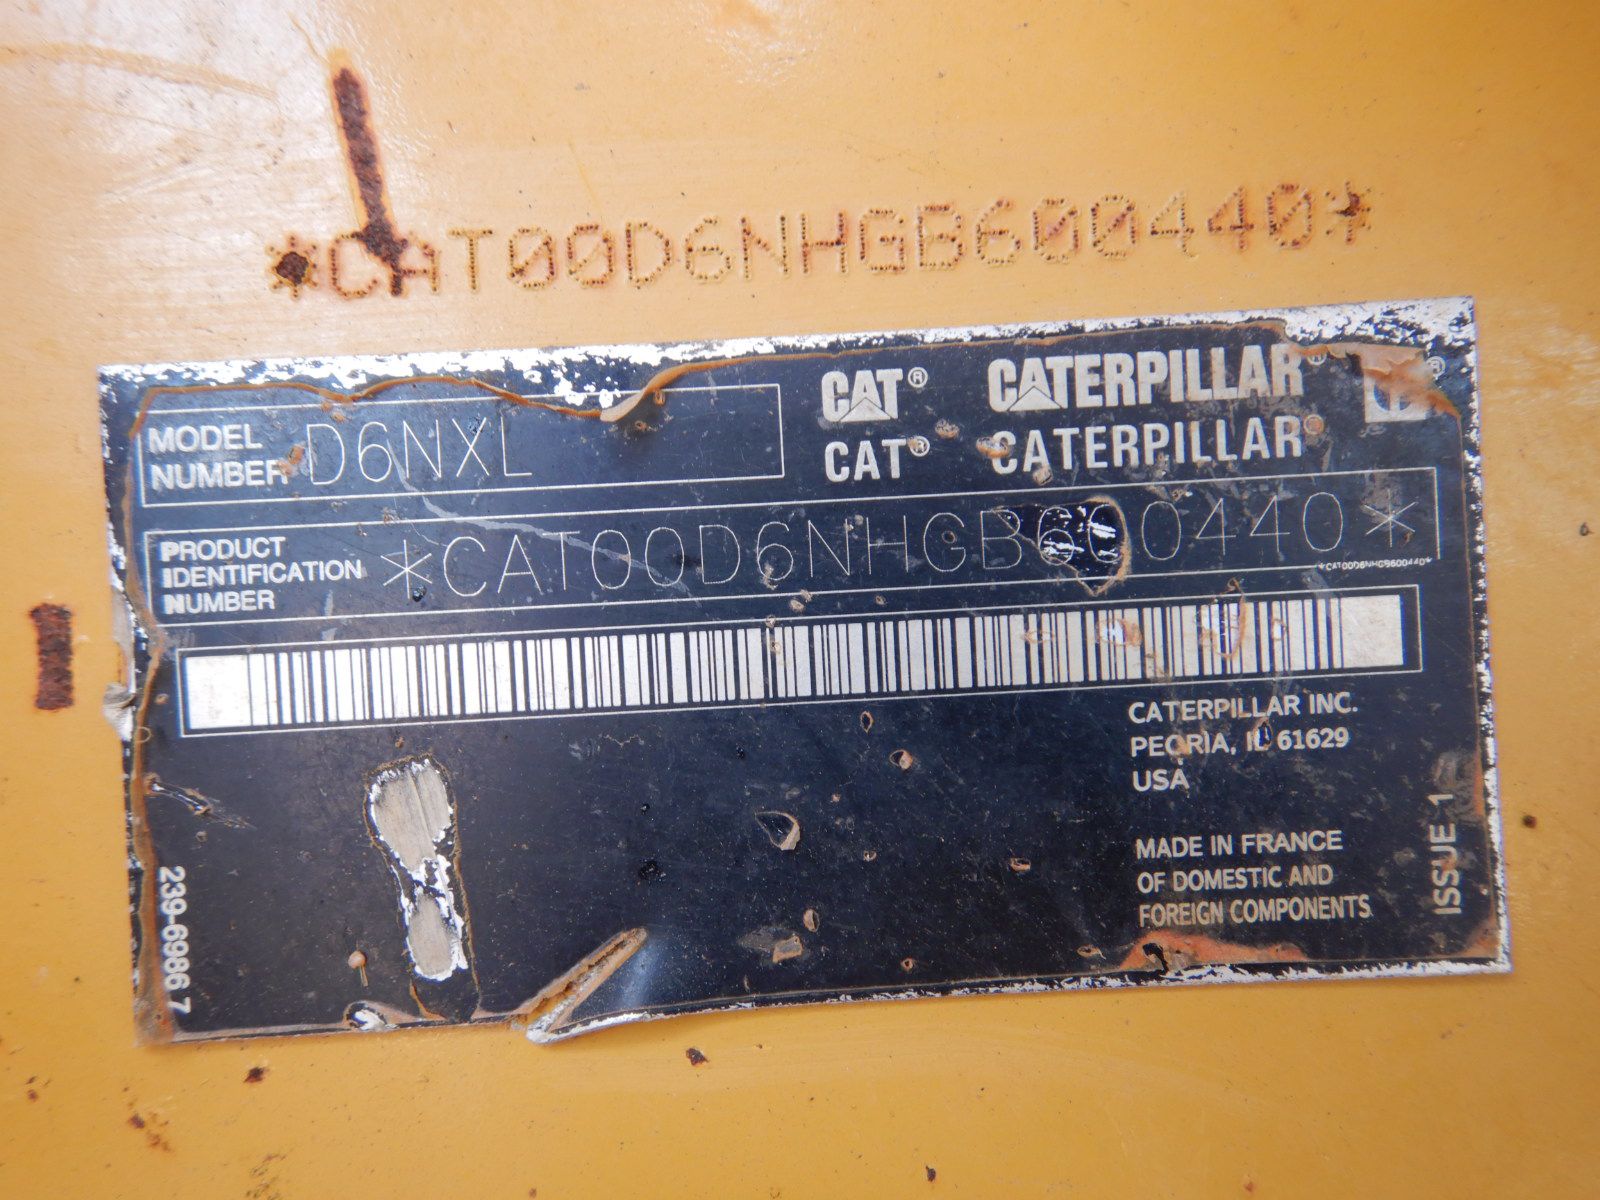 *CAT00D6NHGB600440*
CAT® CATERPILLAR®
MODEL NUMBER D6NXL
CAT® CATERPILLAR®
PRODUCT IDENTIFICATION NUMBER *CAT00D6NHGB600440*
*CAT00D6NHGB600440*
CATERPILLAR INC.
PEORIA, IL 61629
USA
MADE IN FRANCE
OF DOMESTIC AND
FOREIGN COMPONENTS
ISSUE 1
239-6986 7